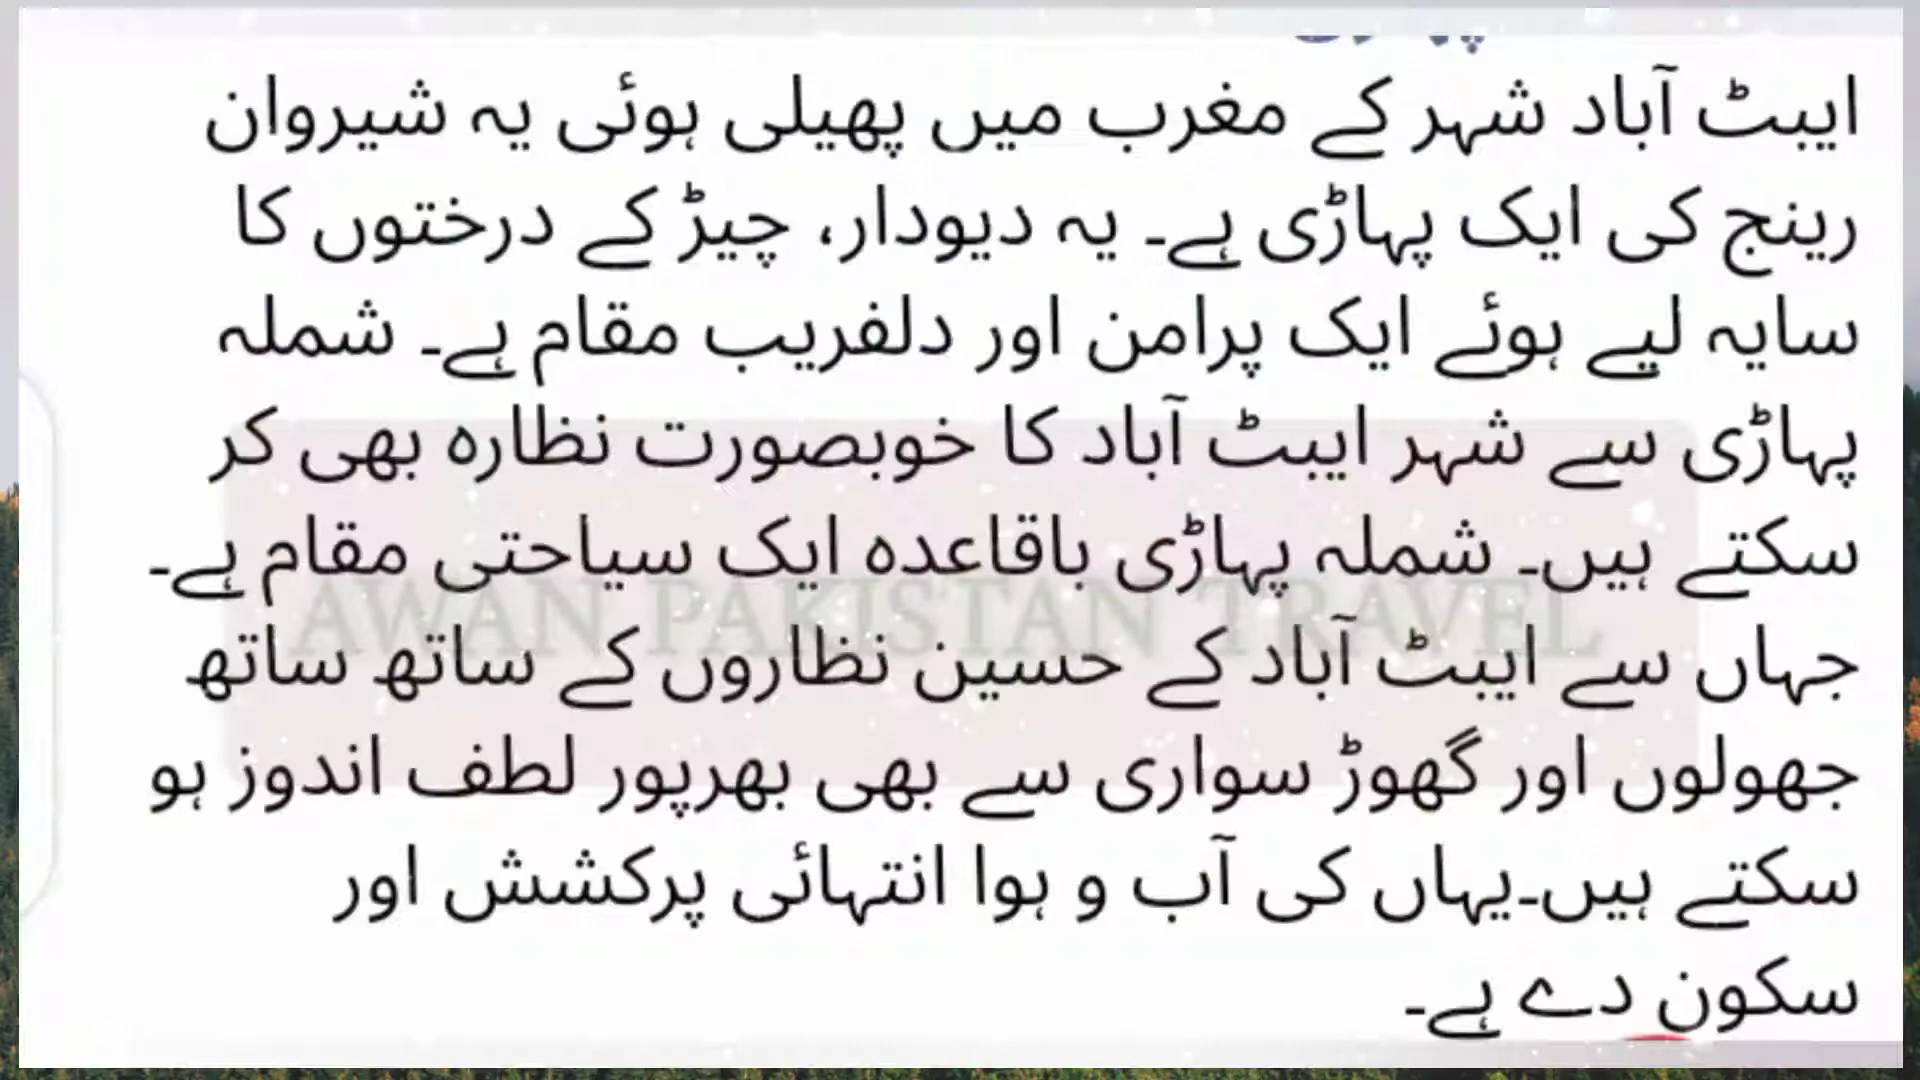 ایبٹ آباد شہر کے مغرب میں پھیلی ہوئی یہ شیروان
رینج کی ایک پہاڑی ہے۔ یہ دیودار، چیڑ کے درختوں کا
سایہ لیے ہوئے ایک پرامن اور دلفریب مقام ہے۔ شملہ
پہاڑی سے شہر ایبٹ آباد کا خوبصورت نظارہ بھی کر
سکتے ہیں۔ شملہ پہاڑی باقاعدہ ایک سیاحتی مقام ہے۔
AWAN PAKISTAN TRAVEL
جہاں سے ایبٹ آباد کے حسین نظاروں کے ساتھ ساتھ
جھولوں اور گھوڑ سواری سے بھی بھرپور لطف اندوز ہو
سکتے ہیں۔یہاں کی آب و ہوا انتہائی پرکشش اور
سکون دے ہے۔